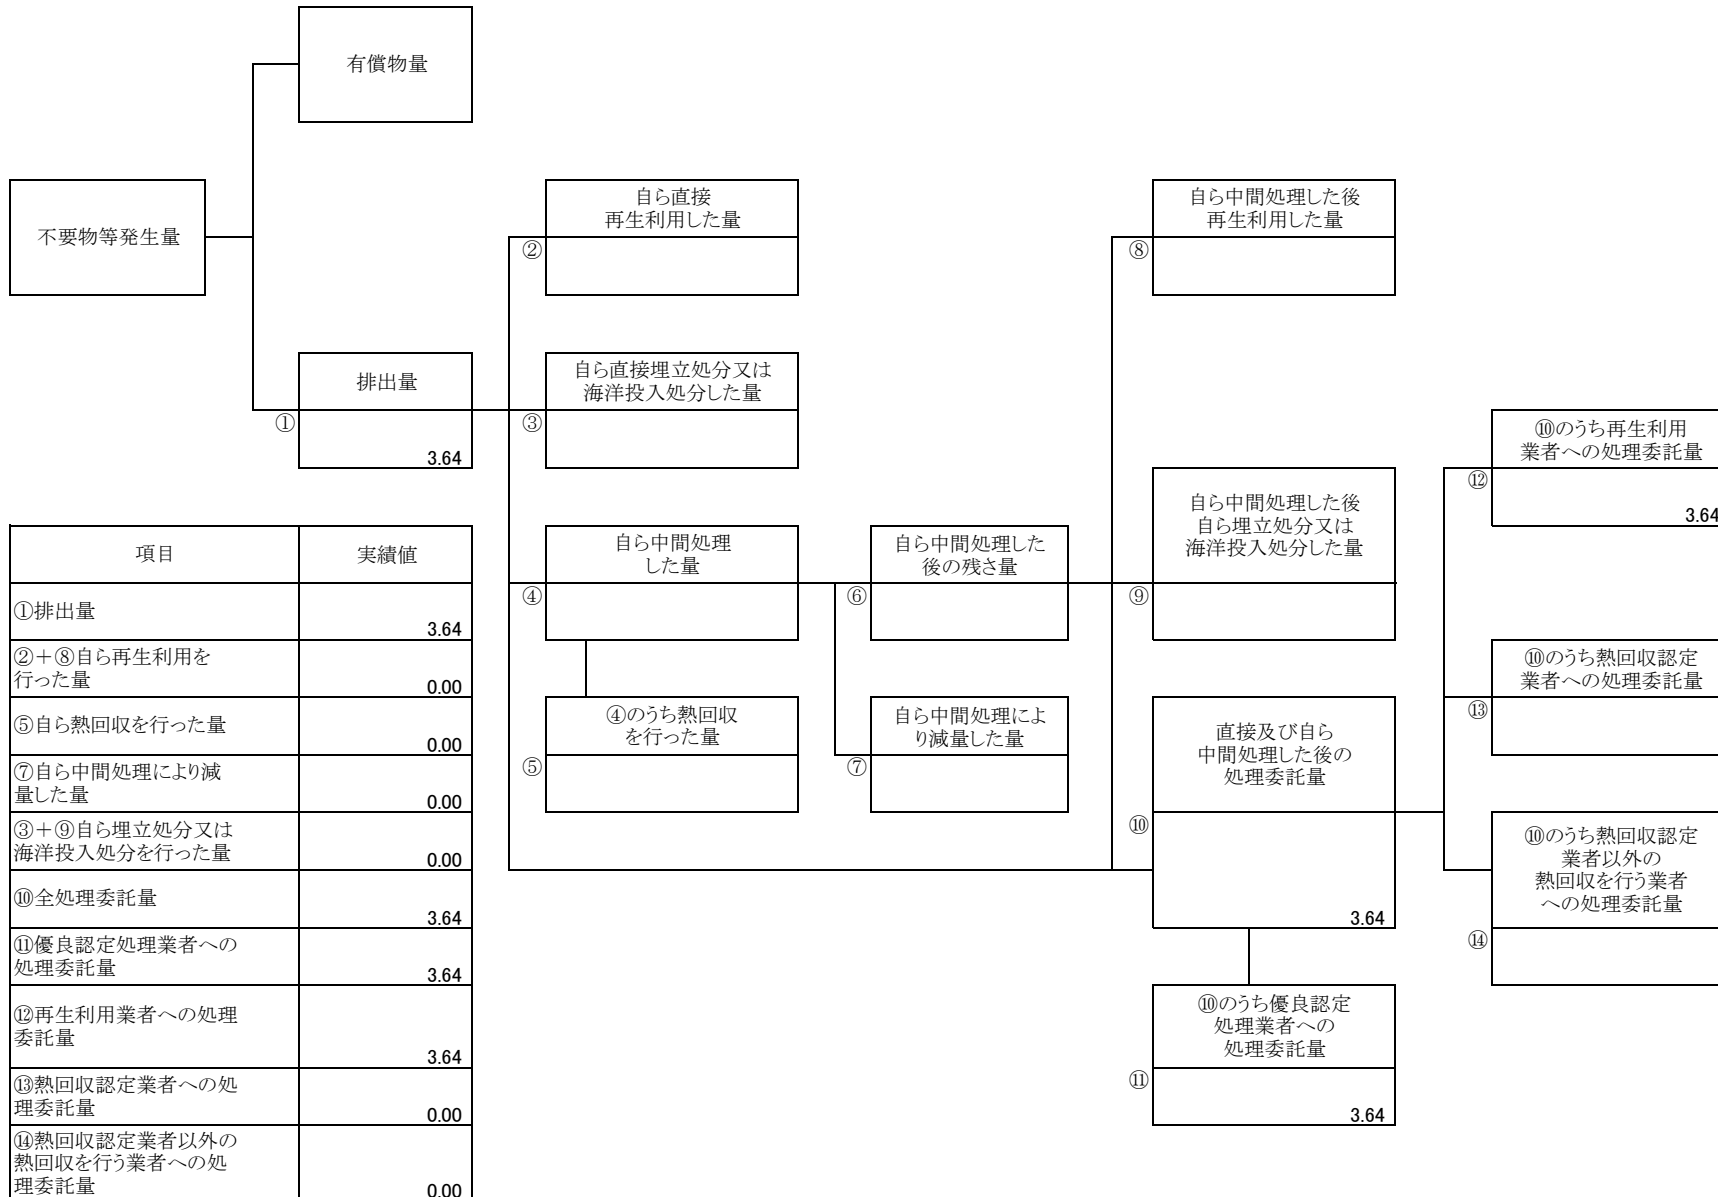 有償物量
不要物等発生量
排出量
①
3.64
自ら直接
再生利用した量
②
自ら直接埋立処分又は
海洋投入処分した量
③
自ら中間処理
した量
④
④のうち熱回収
を行った量
⑤
自ら中間処理した
後の残さ量
⑥
自ら中間処理によ
り減量した量
⑦
自ら中間処理した後
再生利用した量
⑧
自ら中間処理した後
自ら埋立処分又は
海洋投入処分した量
⑨
直接及び自ら
中間処理した後の
処理委託量
⑩
3.64
⑩のうち優良認定
処理業者への
処理委託量
⑪
3.64
⑩のうち再生利用
業者への処理委託量
⑫
3.64
⑩のうち熱回収認定
業者への処理委託量
⑬
⑩のうち熱回収認定
業者以外の
熱回収を行う業者
への処理委託量
⑭
項目 実績値
①排出量
3.64
②+⑧自ら再生利用を
行った量
0.00
⑤自ら熱回収を行った量
0.00
⑦自ら中間処理により減
量した量
0.00
③+⑨自ら埋立処分又は
海洋投入処分を行った量
0.00
⑩全処理委託量
3.64
⑪優良認定処理業者への
処理委託量
3.64
⑫再生利用業者への処理
委託量
3.64
⑬熱回収認定業者への処
理委託量
0.00
⑭熱回収認定業者以外の
熱回収を行う業者への処
理委託量
0.00